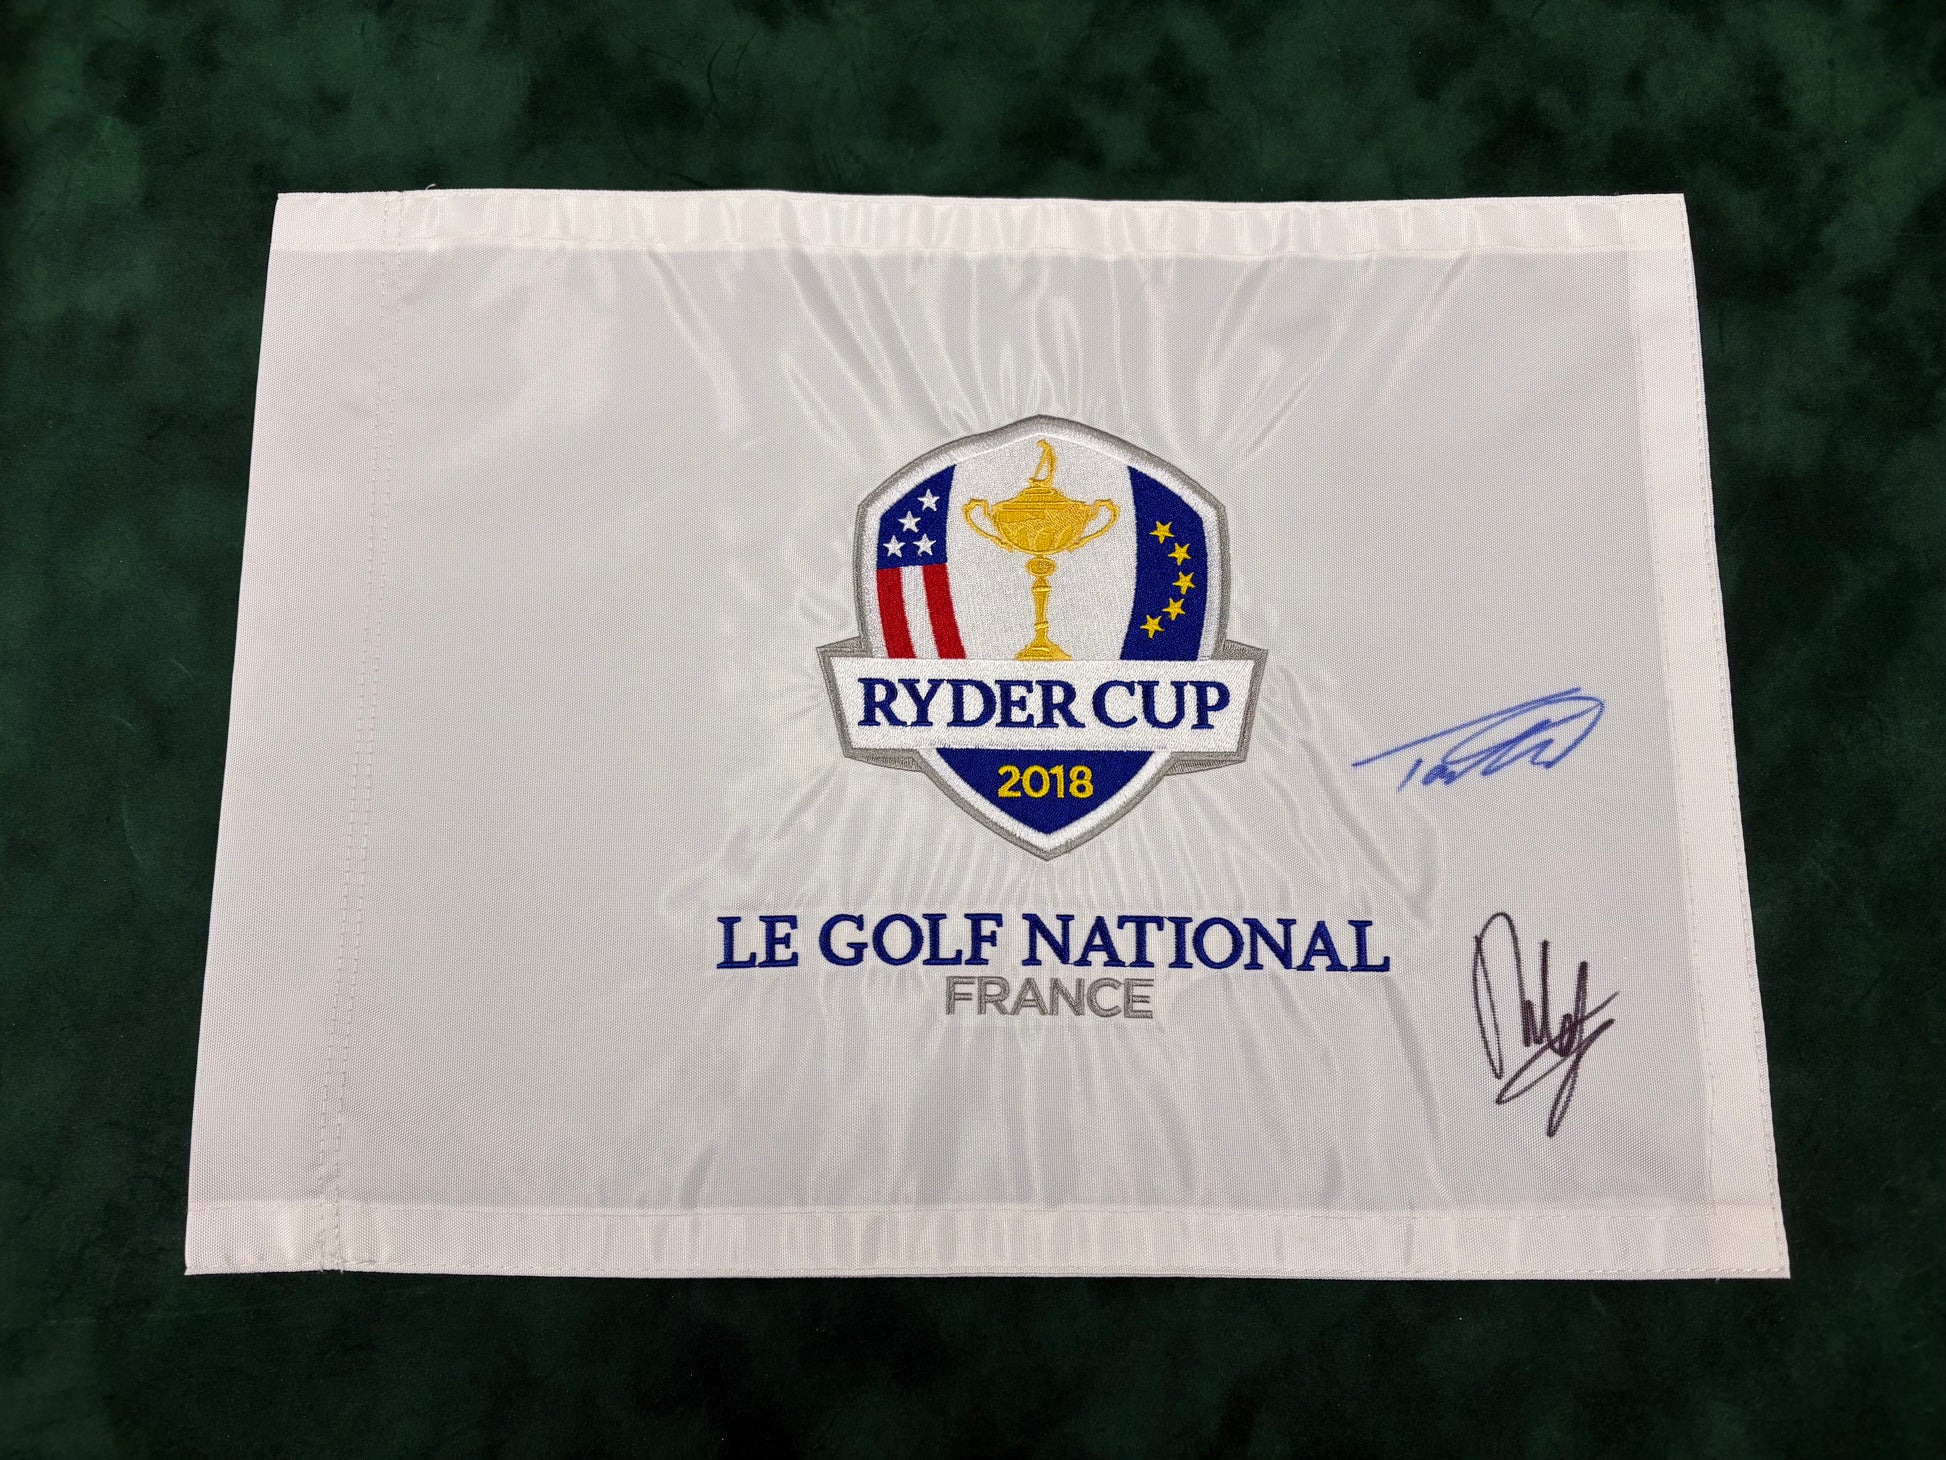 RYDER CUP
2018
LE GOLF NATIONAL
FRANCE